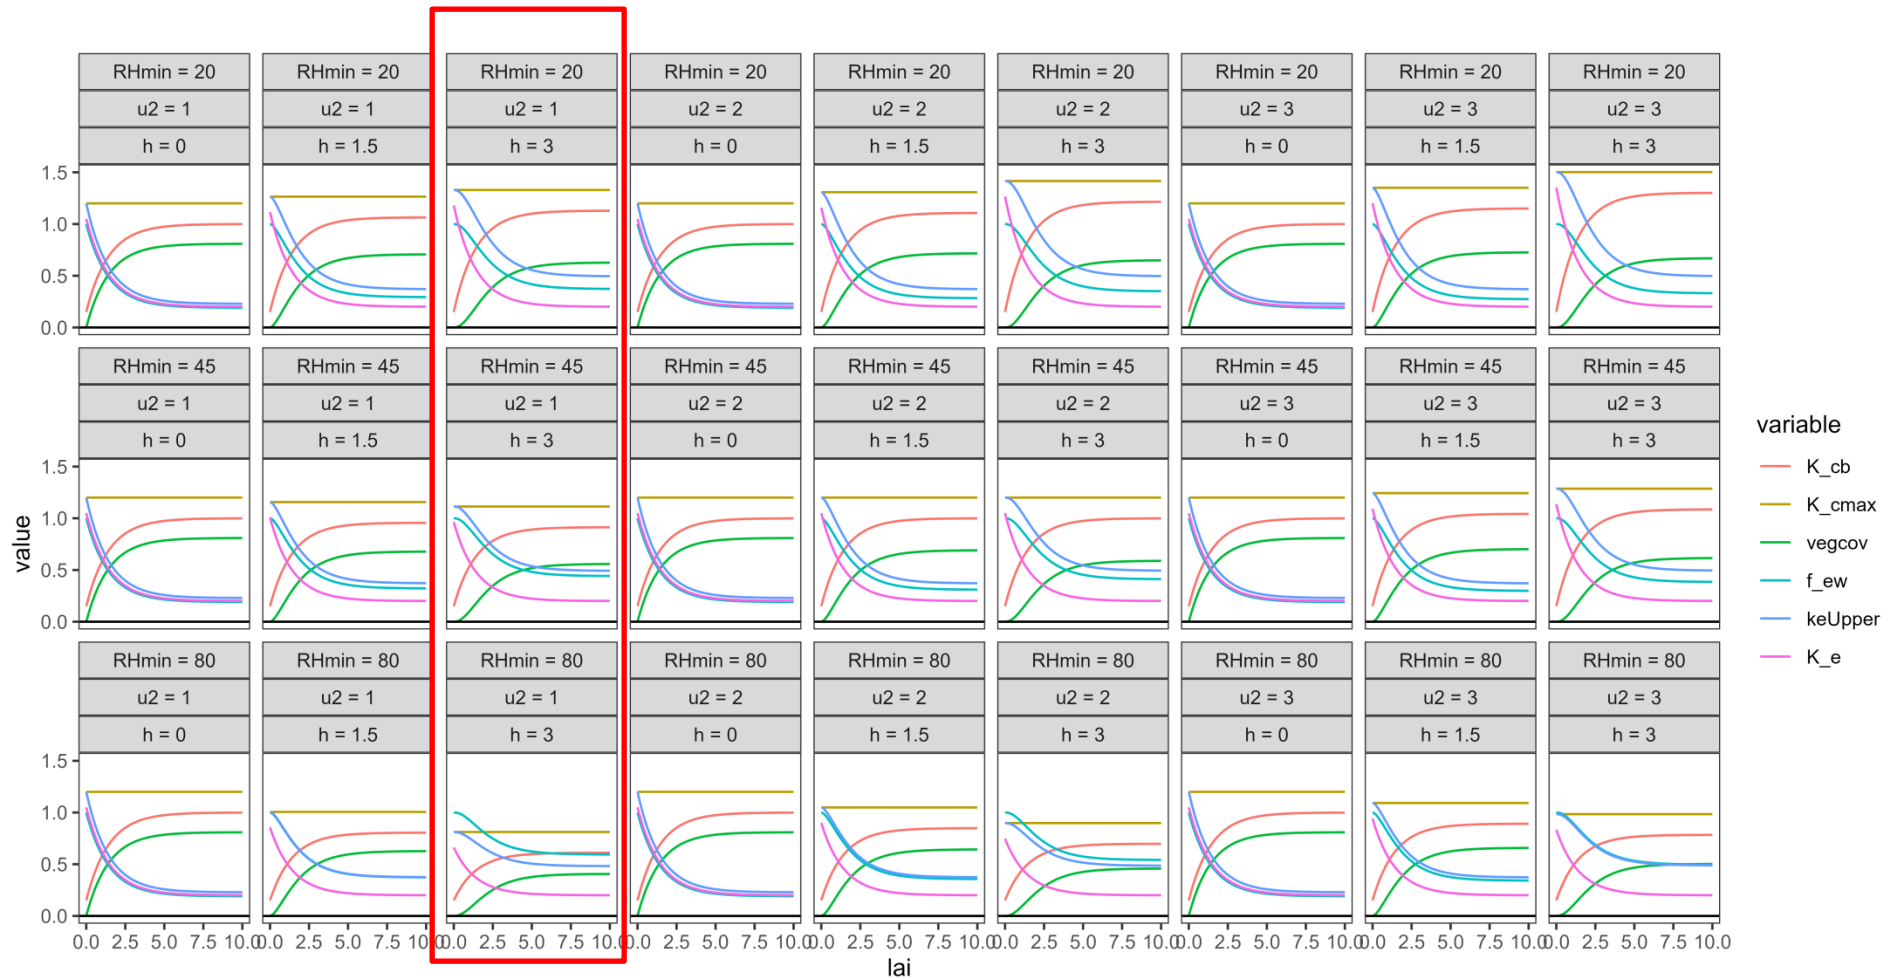 RHmin = 20 RHmin = 20 RHmin = 20 RHmin = 20 RHmin = 20 RHmin = 20 RHmin = 20 RHmin = 20 RHmin = 20
u2 = 1 u2 = 1 u2 = 1 u2 = 2 u2 = 2 u2 = 2 u2 = 3 u2 = 3 u2 = 3
h = 0 h = 1.5 h = 3 h = 0 h = 1.5 h = 3 h = 0 h = 1.5 h = 3
1.5
1.0
0.5
0.0
RHmin = 45 RHmin = 45 RHmin = 45 RHmin = 45 RHmin = 45 RHmin = 45 RHmin = 45 RHmin = 45 RHmin = 45
u2 = 1 u2 = 1 u2 = 1 u2 = 2 u2 = 2 u2 = 2 u2 = 3 u2 = 3 u2 = 3
h = 0 h = 1.5 h = 3 h = 0 h = 1.5 h = 3 h = 0 h = 1.5 h = 3
1.5
1.0
0.5
0.0
RHmin = 80 RHmin = 80 RHmin = 80 RHmin = 80 RHmin = 80 RHmin = 80 RHmin = 80 RHmin = 80 RHmin = 80
u2 = 1 u2 = 1 u2 = 1 u2 = 2 u2 = 2 u2 = 2 u2 = 3 u2 = 3 u2 = 3
h = 0 h = 1.5 h = 3 h = 0 h = 1.5 h = 3 h = 0 h = 1.5 h = 3
1.5
1.0
0.5
0.0
0.0 2.5 5.0 7.5 10.0 0.0 2.5 5.0 7.5 10.0 0.0 2.5 5.0 7.5 10.0 0.0 2.5 5.0 7.5 10.0 0.0 2.5 5.0 7.5 10.0 0.0 2.5 5.0 7.5 10.0 0.0 2.5 5.0 7.5 10.0 0.0 2.5 5.0 7.5 10.0 0.0 2.5 5.0 7.5 10.0
lai
value
variable
K_cb
K_cmax
vegcov
f_ew
keUpper
K_e